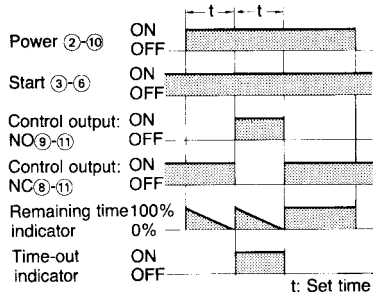 t t
Power ②-⑩ ON
OFF
Start ③-⑥ ON
OFF
Control output: ON
NO⑨-⑪ OFF
Control output: ON
NC⑧-⑪ OFF
Remaining time 100%
indicator 0%
Time-out ON
indicator OFF
t: Set time